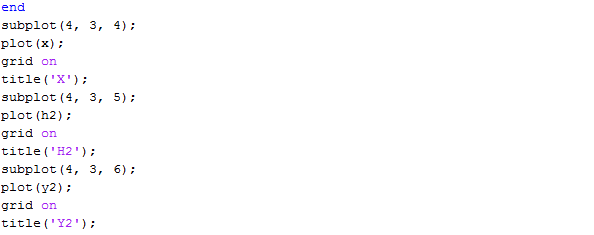 end
subplot(4, 3, 4);
plot(x);
grid on
title('X');
subplot(4, 3, 5);
plot(h2);
grid on
title('H2');
subplot(4, 3, 6);
plot(y2);
grid on
title('Y2');